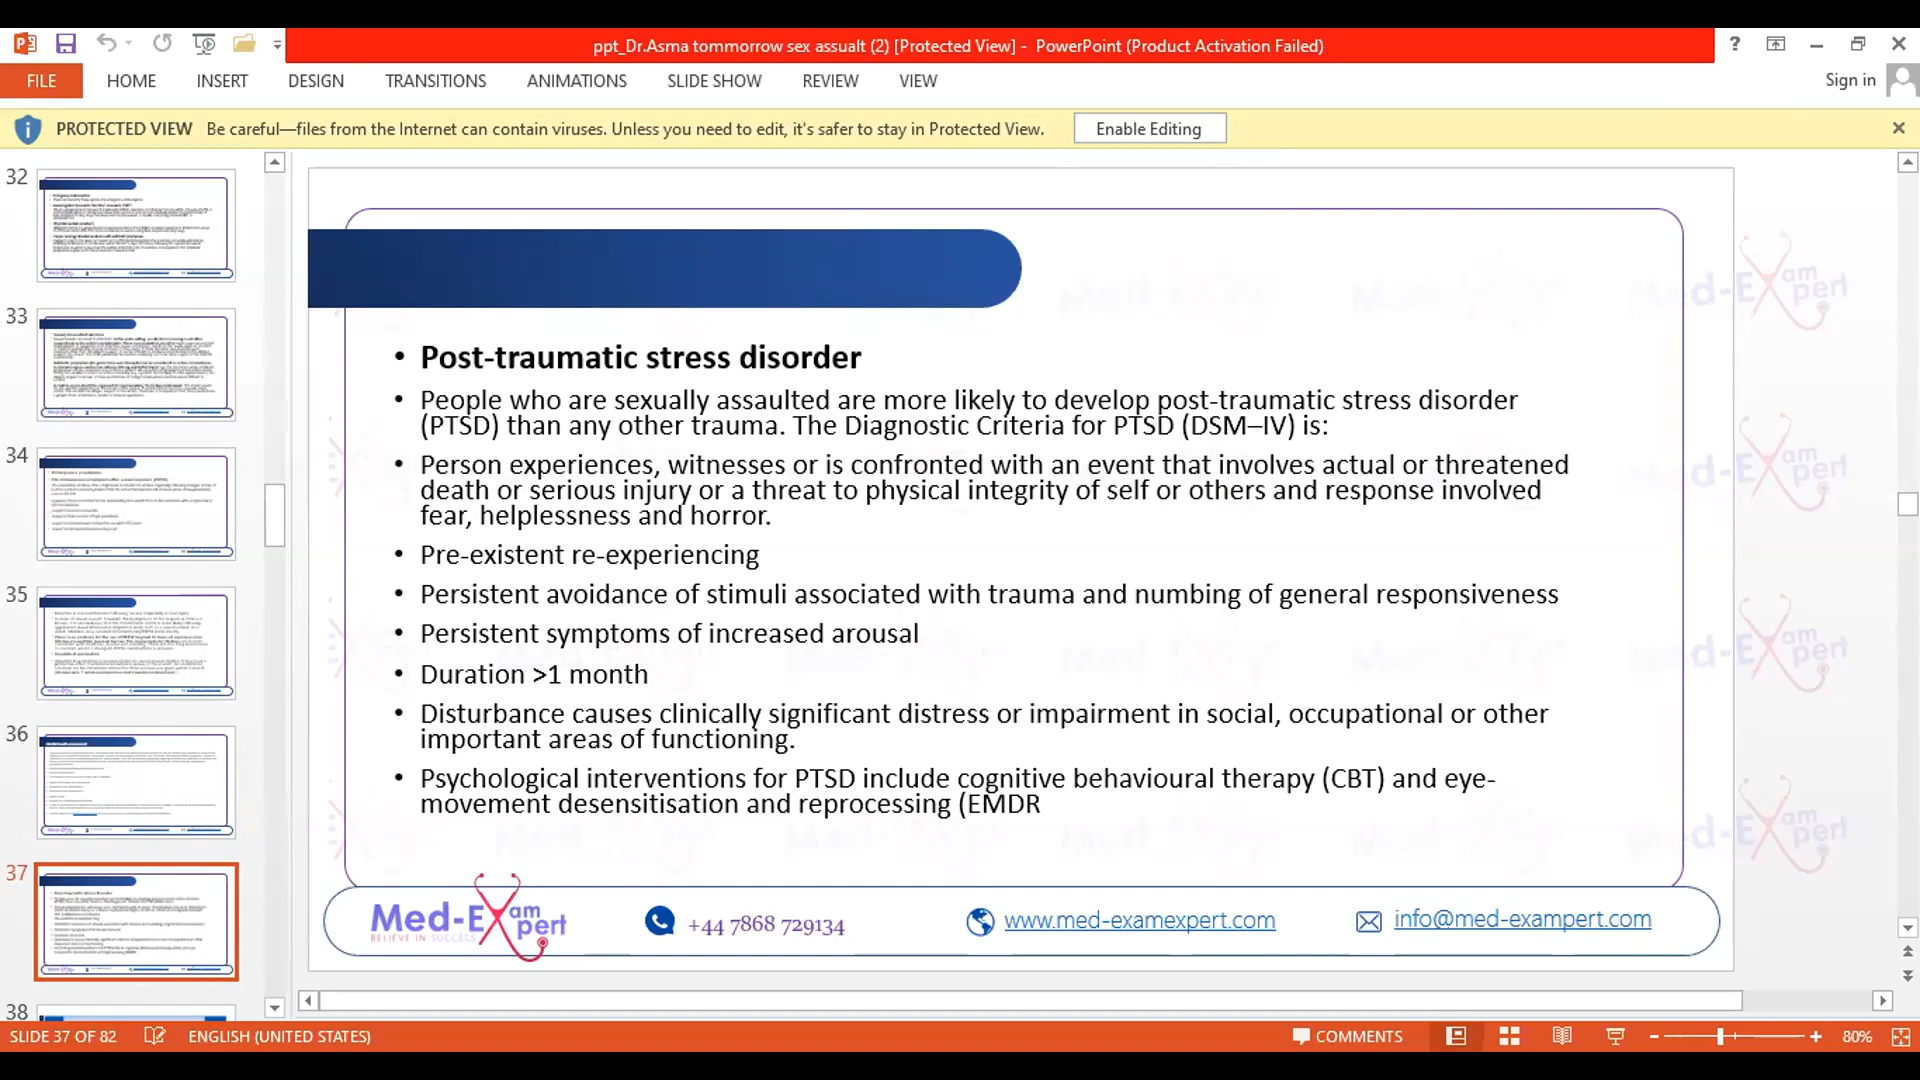 ppt_Dr.Asma tommorrow sex assualt (2) [Protected View] - PowerPoint (Product Activation Failed)
?
FILE HOME INSERT DESIGN TRANSITIONS ANIMATIONS SLIDE SHOW REVIEW VIEW Sign in
PROTECTED VIEW Be careful—files from the Internet can contain viruses. Unless you need to edit, it's safer to stay in Protected View. Enable Editing
32
33
34
35
36
37
38
• Post-traumatic stress disorder
• People who are sexually assaulted are more likely to develop post-traumatic stress disorder
(PTSD) than any other trauma. The Diagnostic Criteria for PTSD (DSM–IV) is:
• Person experiences, witnesses or is confronted with an event that involves actual or threatened
death or serious injury or a threat to physical integrity of self or others and response involved
fear, helplessness and horror.
• Pre-existent re-experiencing
• Persistent avoidance of stimuli associated with trauma and numbing of general responsiveness
• Persistent symptoms of increased arousal
• Duration >1 month
• Disturbance causes clinically significant distress or impairment in social, occupational or other
important areas of functioning.
• Psychological interventions for PTSD include cognitive behavioural therapy (CBT) and eye-
movement desensitisation and reprocessing (EMDR
Med-Exam Expert
BELIEVE IN SUCCESS
+44 7868 729134
www.med-examexpert.com
info@med-exampert.com
SLIDE 37 OF 82 ENGLISH (UNITED STATES) COMMENTS 80%